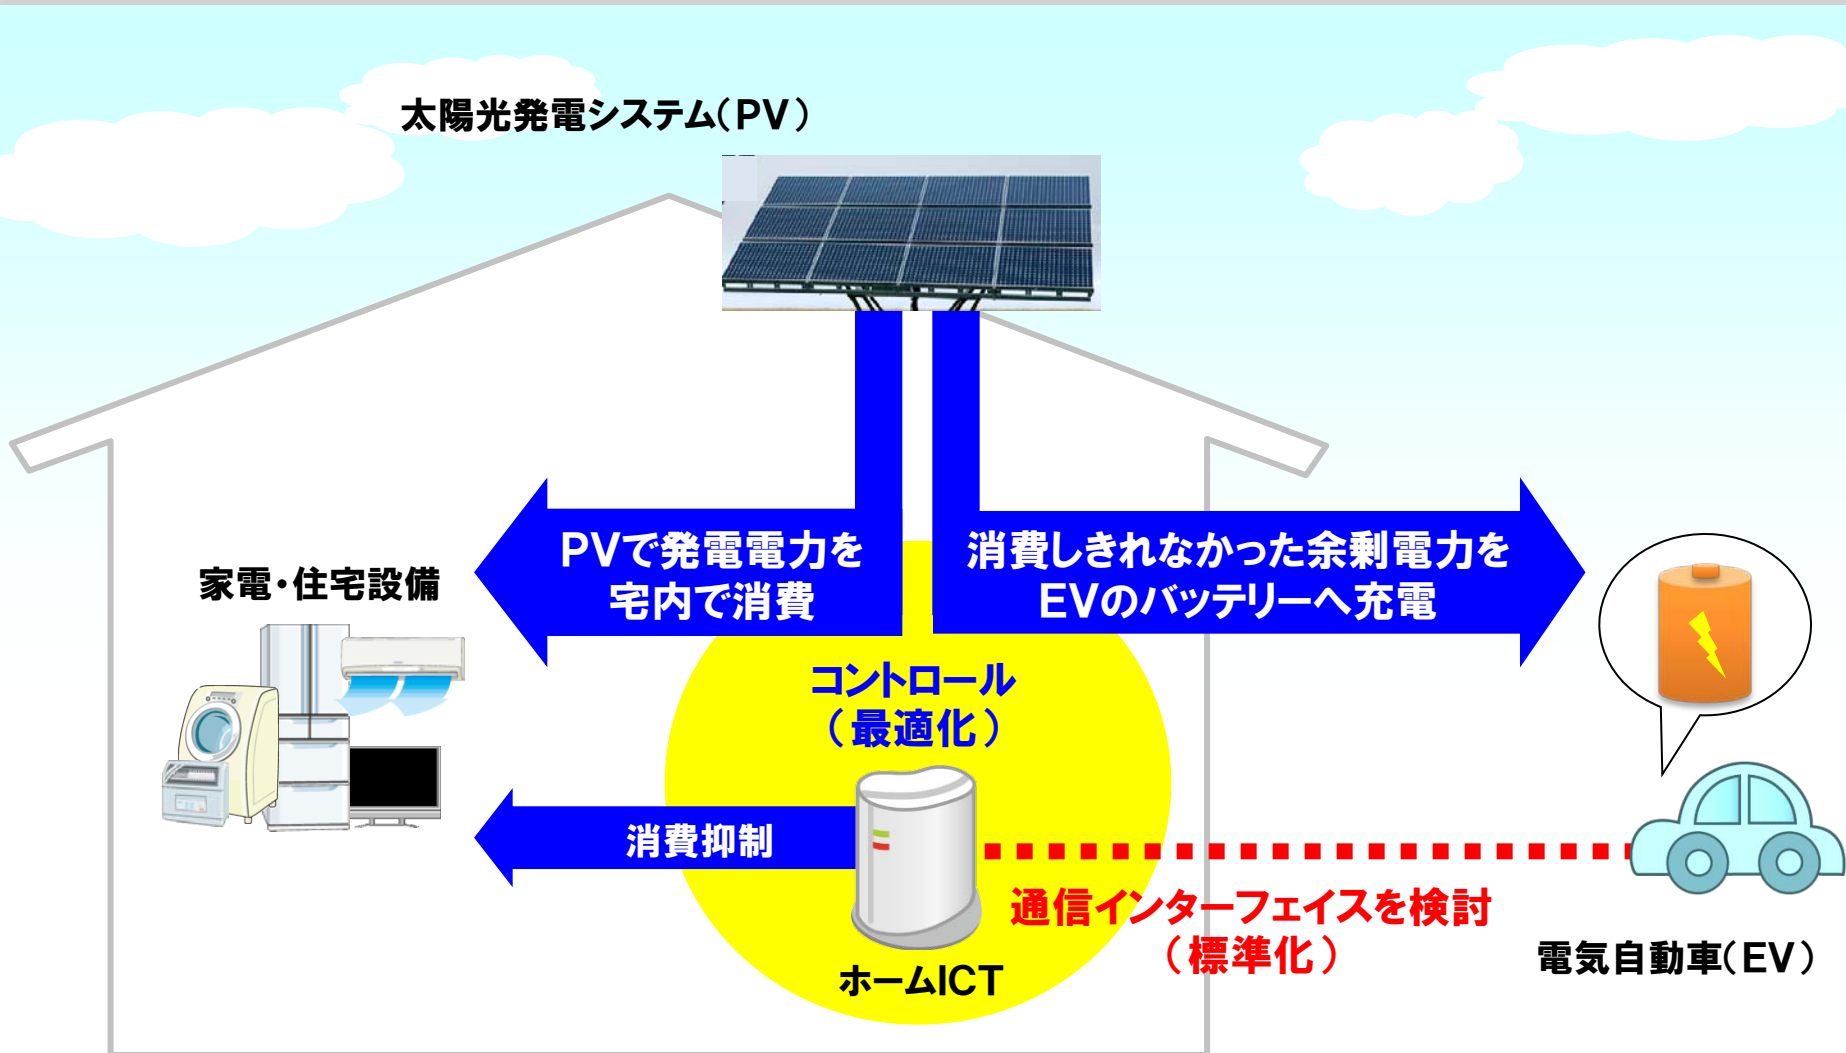 太陽光発電システム(PV)
PVで発電電力を
宅内で消費
消費しきれなかった余剰電力を
EVのバッテリーへ充電
家電・住宅設備
コントロール
(最適化)
消費抑制
通信インターフェイスを検討
(標準化)
ホームICT
電気自動車(EV)